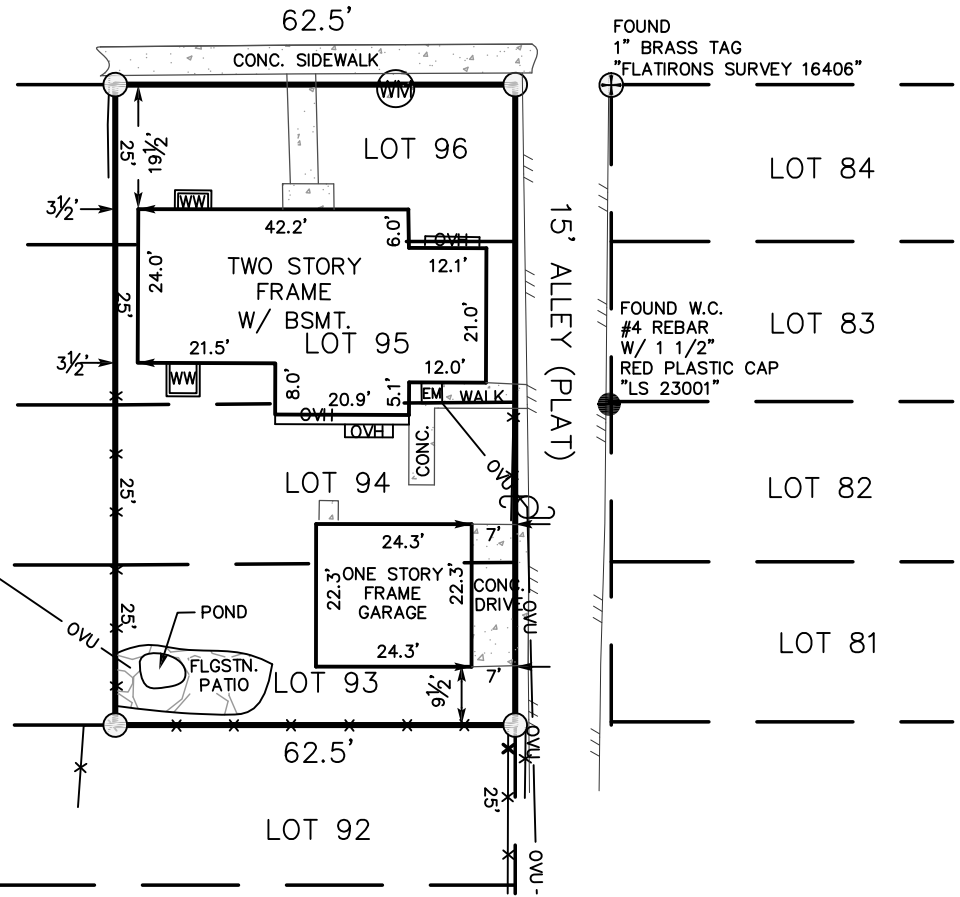 62.5'
FOUND
1" BRASS TAG
"FLATIRONS SURVEY 16406"
CONC. SIDEWALK
WM
LOT 96
LOT 84
25'
19½'
3½'
WW
42.2'
6.0'
OVH
12.1'
15' ALLEY (PLAT)
24.0'
TWO STORY
FRAME
W/ BSMT.
LOT 95
21.0'
25'
FOUND W.C.
#4 REBAR
W/ 1 1/2"
RED PLASTIC CAP
"LS 23001"
LOT 83
3½'
21.5'
WW
8.0'
20.9'
5.1'
12.0'
EM
WALK
OVH
OVH
CONC.
OVU
LOT 94
25'
LOT 82
24.3'
7'
22.3'
ONE STORY
FRAME
GARAGE
22.3'
CONC.
DRIVE
OVU
24.3'
7'
25'
POND
OVU
FLGSTN.
PATIO
LOT 93
9½'
LOT 81
62.5'
OVU
25'
LOT 92
OVU